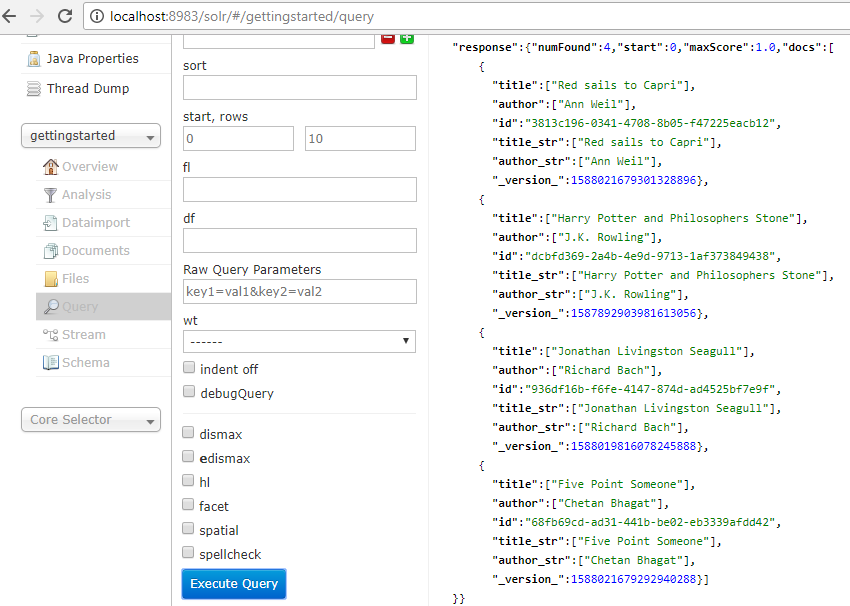 localhost:8983/solr/#/gettingstarted/query
Java Properties
Thread Dump
gettingstarted
Overview
Analysis
Dataimport
Documents
Files
Query
Stream
Schema
Core Selector
sort
start, rows
0 10
fl
df
Raw Query Parameters
key1=val1&key2=val2
wt
------
indent off
debugQuery
dismax
edismax
hl
facet
spatial
spellcheck
Execute Query
"response":{"numFound":4,"start":0,"maxScore":1.0,"docs":[
{
"title":["Red sails to Capri"],
"author":["Ann Weil"],
"id":"3813c196-0341-4708-8b05-f47225eacb12",
"title_str":["Red sails to Capri"],
"author_str":["Ann Weil"],
"_version_":1588021679301328896},
{
"title":["Harry Potter and Philosophers Stone"],
"author":["J.K. Rowling"],
"id":"dcbfd369-2a4b-4e9d-9713-1af373849438",
"title_str":["Harry Potter and Philosophers Stone"],
"author_str":["J.K. Rowling"],
"_version_":1587892903981613056},
{
"title":["Jonathan Livingston Seagull"],
"author":["Richard Bach"],
"id":"936df16b-f6fe-4147-874d-ad4525bf7e9f",
"title_str":["Jonathan Livingston Seagull"],
"author_str":["Richard Bach"],
"_version_":1588019816078245888},
{
"title":["Five Point Someone"],
"author":["Chetan Bhagat"],
"id":"68fb69cd-ad31-441b-be02-eb3339afdd42",
"title_str":["Five Point Someone"],
"author_str":["Chetan Bhagat"],
"_version_":1588021679292940288}]
}}